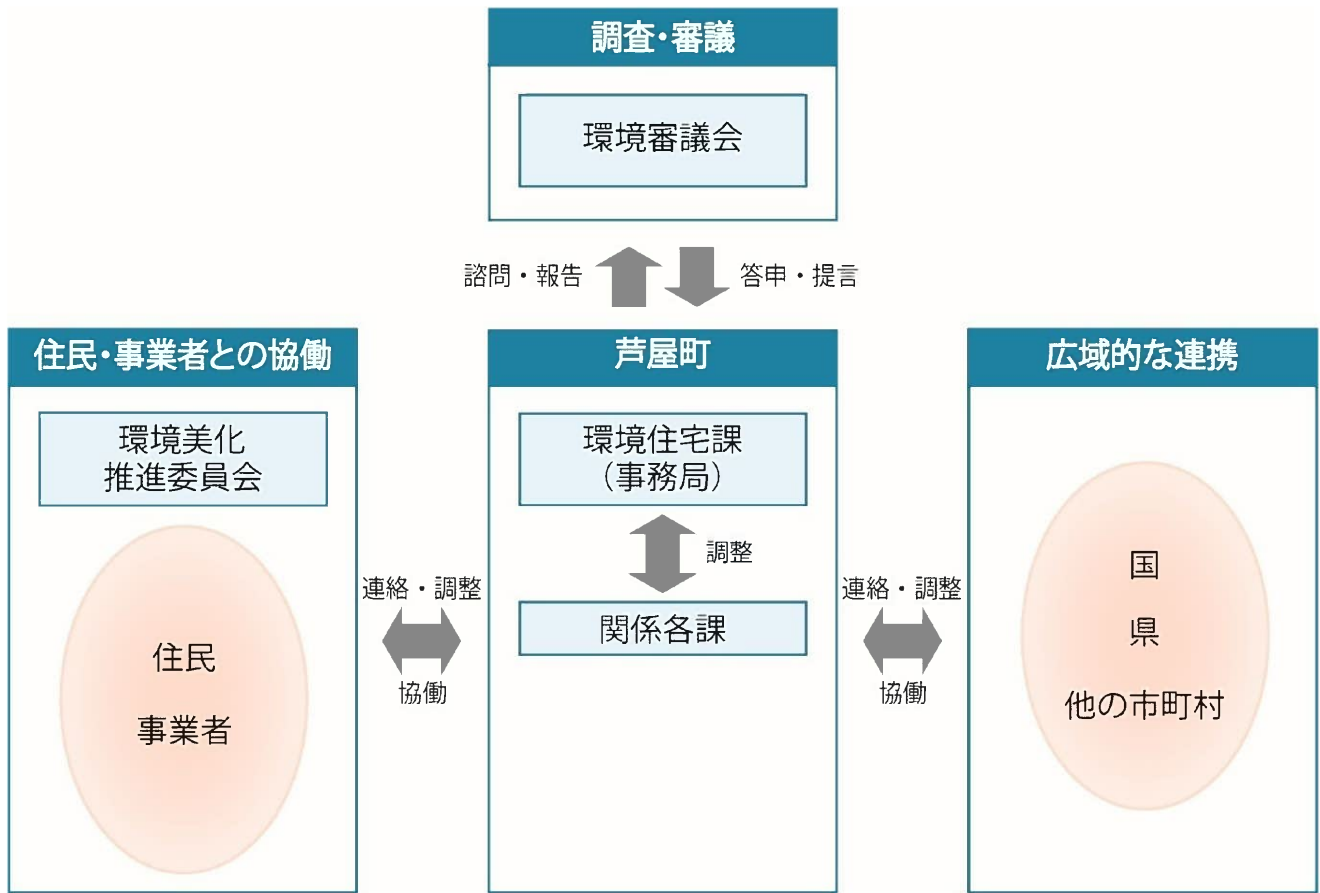 調査・審議
環境審議会
諮問・報告
答申・提言
住民・事業者との協働
環境美化
推進委員会
住民
事業者
連絡・調整
協働
芦屋町
環境住宅課
（事務局）
調整
関係各課
連絡・調整
協働
広域的な連携
国
県
他の市町村